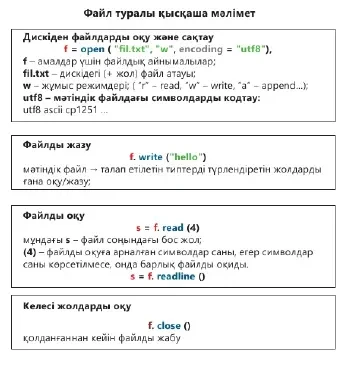 Файл туралы қысқаша мәлімет
Дискіден файлдарды оқу және сақтау
f = open ( "fil.txt", "w", encoding = "utf8"),
f – амалдар үшін файлдық айнымалылар;
fil.txt – дискідегі (+ жол) файл атауы;
w – жұмыс режимдері; ( "r" – read, "w" – write, "a" – append...);
utf8 – мәтіндік файлдағы символдарды кодтау:
utf8 ascii cp1251 ...
Файлды жазу
f. write ("hello")
мәтіндік файл → талап етілетін типтерді түрлендіретін жолдарды
ғана оқу/жазу;
Файлды оқу
s = f. read (4)
мұндағы s – файл соңындағы бос жол;
(4) – файлды оқуға арналған символдар саны, егер символдар
саны көрсетілмесе, онда барлық файлды оқиды.
s = f. readline ()
Келесі жолдарды оқу
f. close ()
қолданғаннан кейін файлды жабу